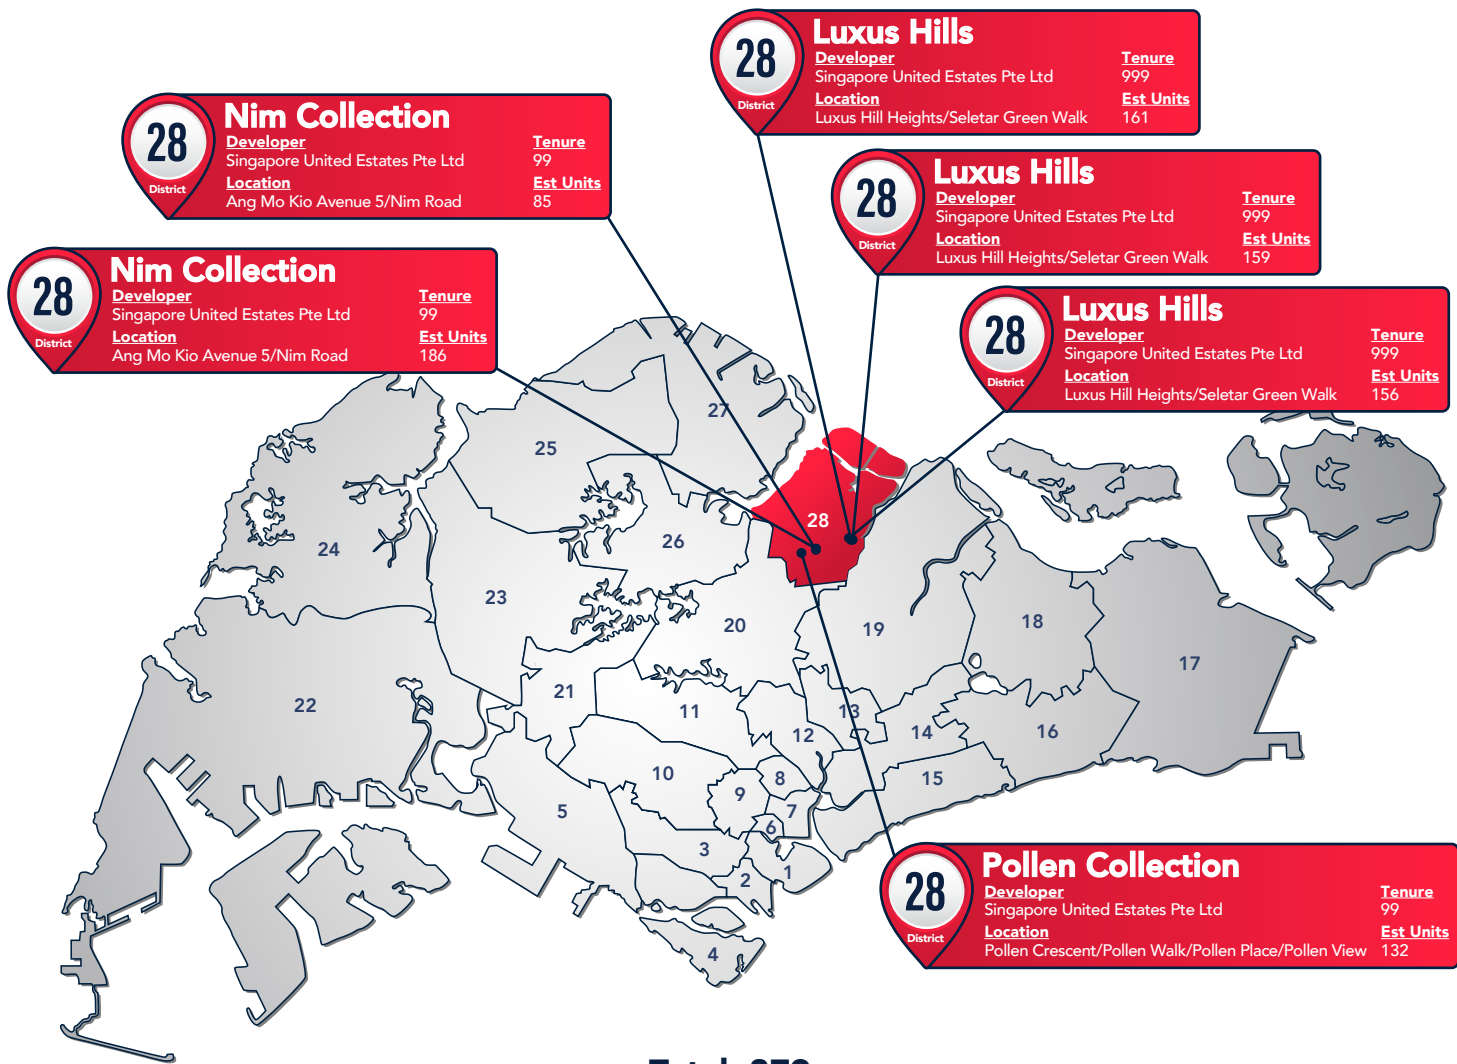 28
District
Luxus Hills
Developer Tenure
Singapore United Estates Pte Ltd 999
Location Est Units
Luxus Hill Heights/Seletar Green Walk 161
28
District
Nim Collection
Developer Tenure
Singapore United Estates Pte Ltd 99
Location Est Units
Ang Mo Kio Avenue 5/Nim Road 85
28
District
Luxus Hills
Developer Tenure
Singapore United Estates Pte Ltd 999
Location Est Units
Luxus Hill Heights/Seletar Green Walk 159
28
District
Nim Collection
Developer Tenure
Singapore United Estates Pte Ltd 99
Location Est Units
Ang Mo Kio Avenue 5/Nim Road 186
28
District
Luxus Hills
Developer Tenure
Singapore United Estates Pte Ltd 999
Location Est Units
Luxus Hill Heights/Seletar Green Walk 156
27
25
28
26
24
23
20
19
18
17
21
22
11
13
12
14
16
10
8
15
9
5
7
6
3
1
2
4
28
District
Pollen Collection
Developer Tenure
Singapore United Estates Pte Ltd 99
Location Est Units
Pollen Crescent/Pollen Walk/Pollen Place/Pollen View 132
Total: 879